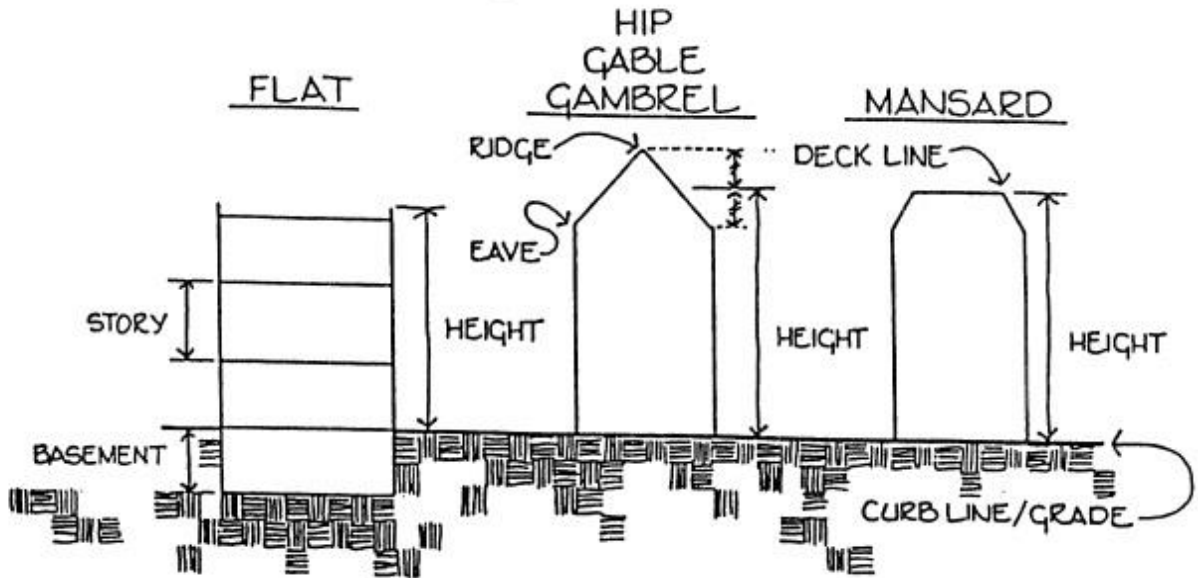 HIP
GABLE
GAMBREL
FLAT
MANSARD
RIDGE
DECK LINE
EAVE
STORY
HEIGHT
HEIGHT
HEIGHT
BASEMENT
CURB LINE/GRADE